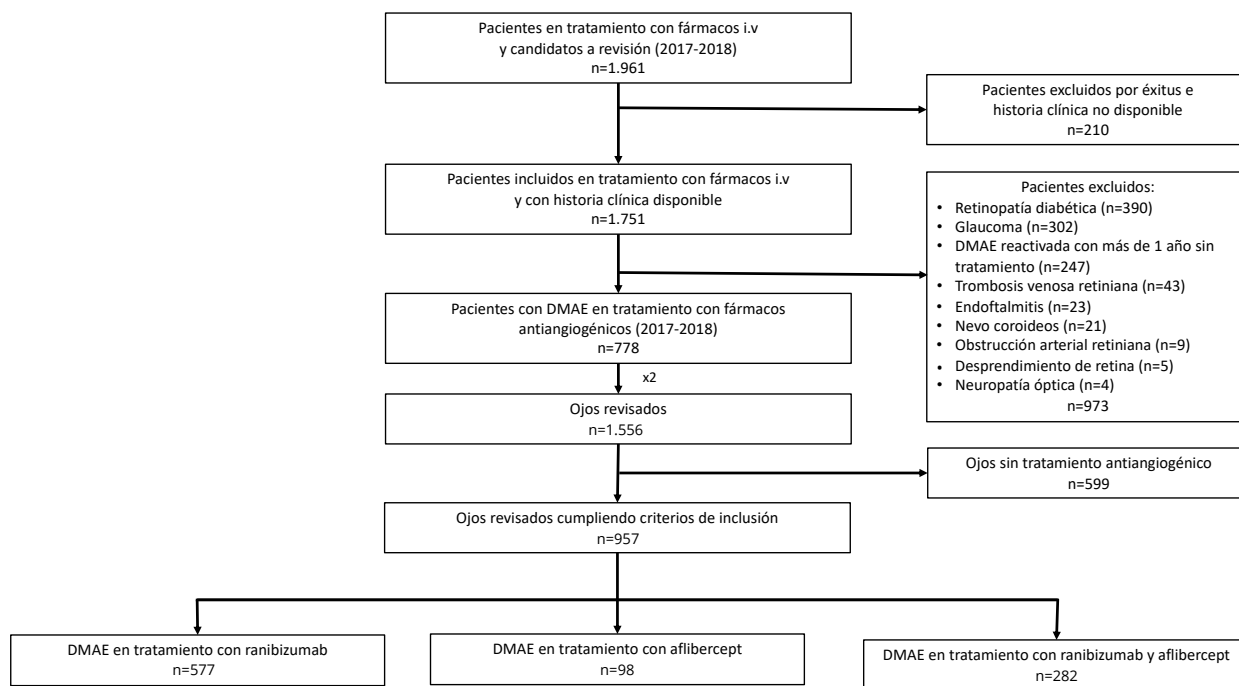 Pacientes en tratamiento con fármacos i.v
y candidatos a revisión (2017-2018)
n=1.961
Pacientes excluidos por éxitus e
historia clínica no disponible
n=210
Pacientes incluidos en tratamiento con fármacos i.v
y con historia clínica disponible
n=1.751
Pacientes excluidos:
• Retinopatía diabética (n=390)
• Glaucoma (n=302)
• DMAE reactivada con más de 1 año sin
tratamiento (n=247)
• Trombosis venosa retiniana (n=43)
• Endoftalmitis (n=23)
• Nevo coroideos (n=21)
• Obstrucción arterial retiniana (n=9)
• Desprendimiento de retina (n=5)
• Neuropatía óptica (n=4)
n=973
Pacientes con DMAE en tratamiento con fármacos
antiangiogénicos (2017-2018)
n=778
x2
Ojos revisados
n=1.556
Ojos sin tratamiento antiangiogénico
n=599
Ojos revisados cumpliendo criterios de inclusión
n=957
DMAE en tratamiento con ranibizumab
n=577
DMAE en tratamiento con aflibercept
n=98
DMAE en tratamiento con ranibizumab y aflibercept
n=282